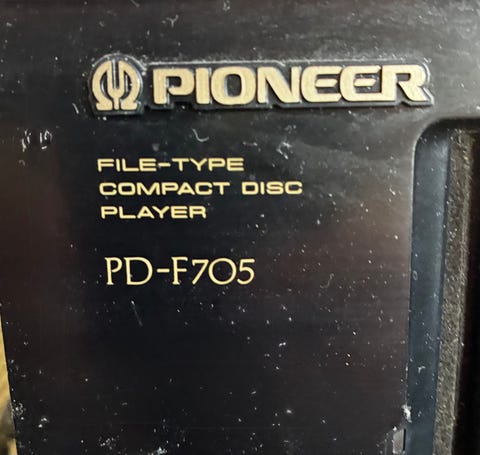 PIONEER
FILE-TYPE
COMPACT DISC
PLAYER
PD-F705